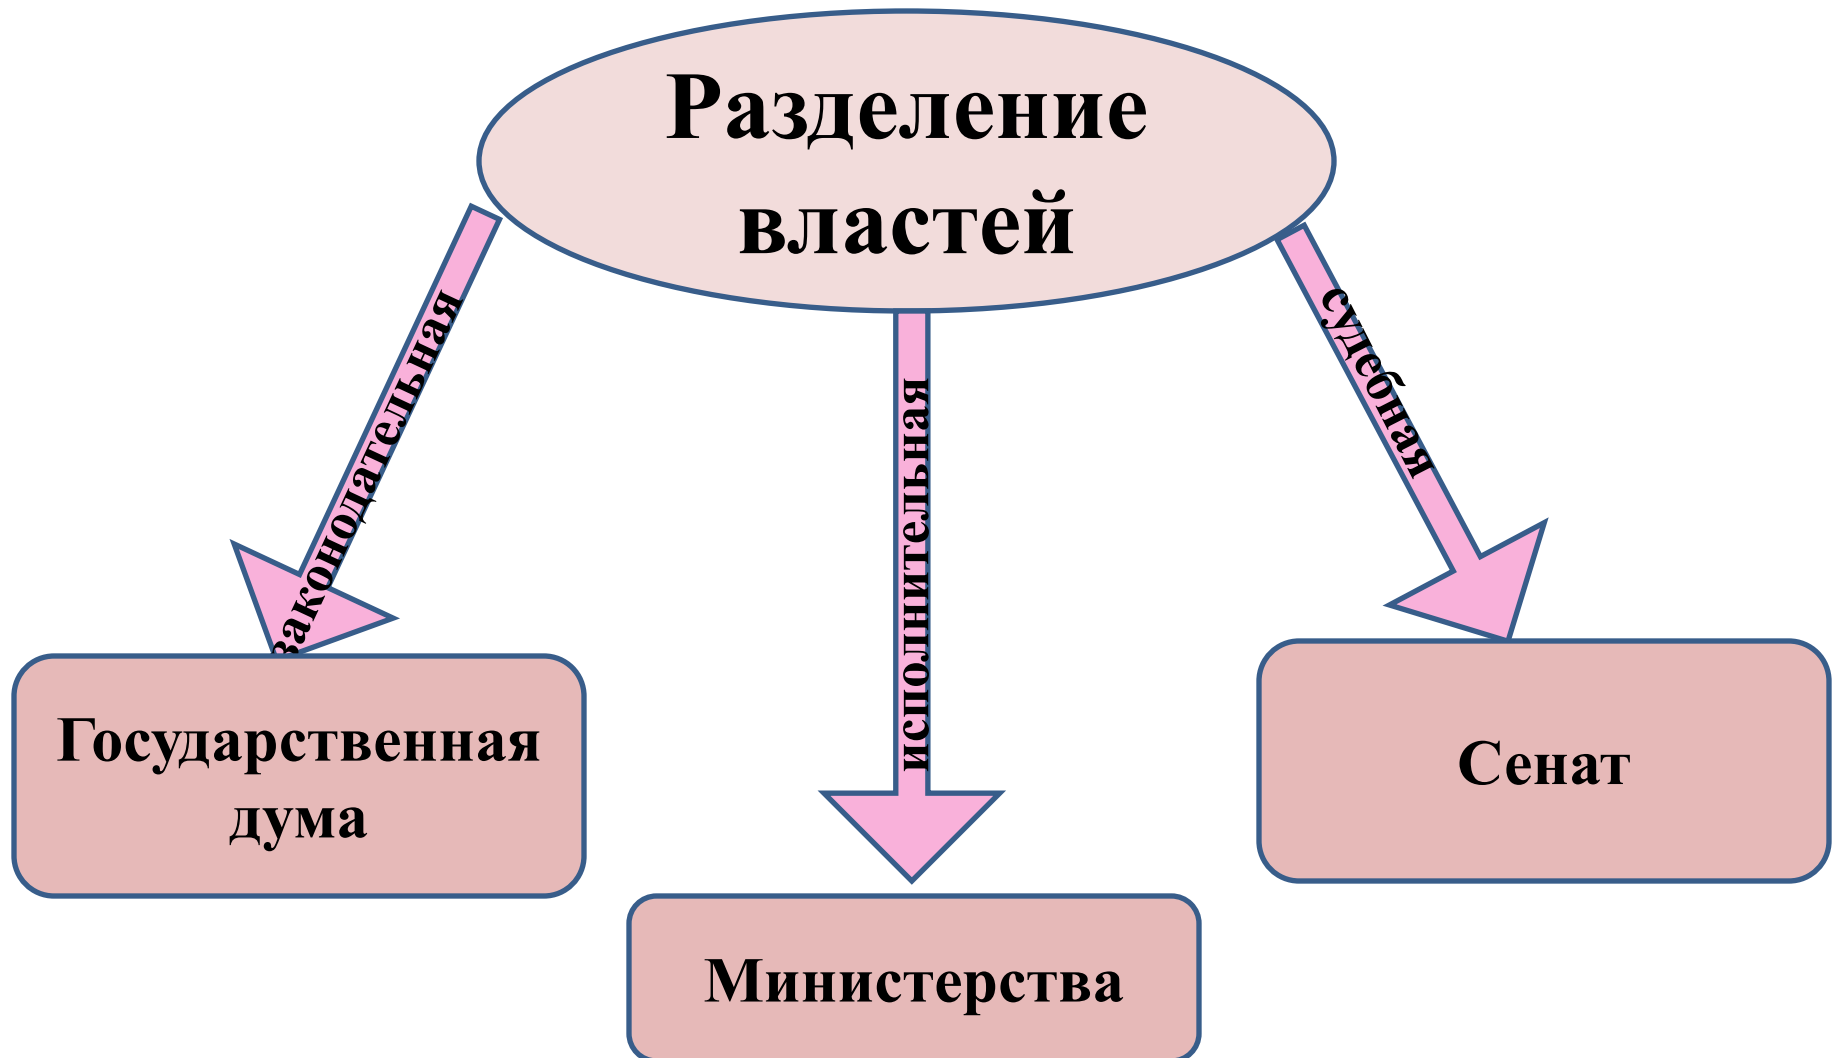 Разделение
властей
законодательная
исполнительная
судебная
Государственная
дума
Министерства
Сенат